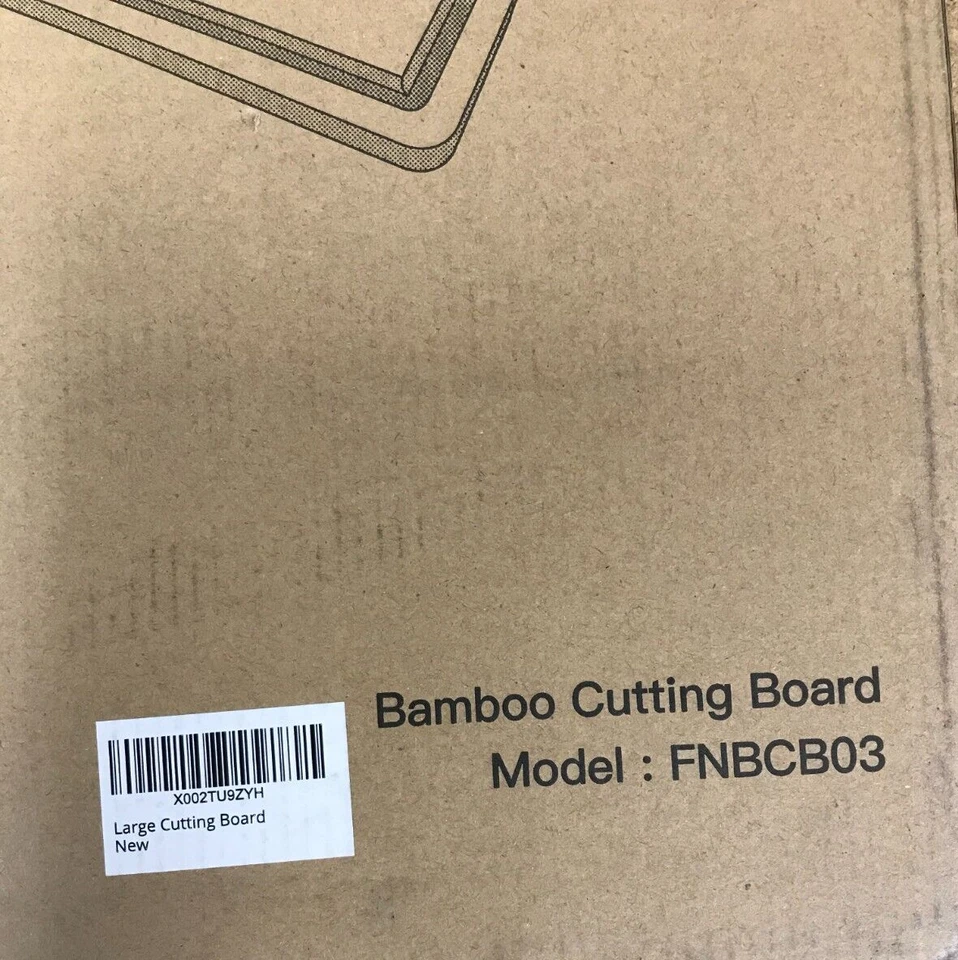 Bamboo Cutting Board
Model : FNBCB03
X002TU9ZYH
Large Cutting Board
New